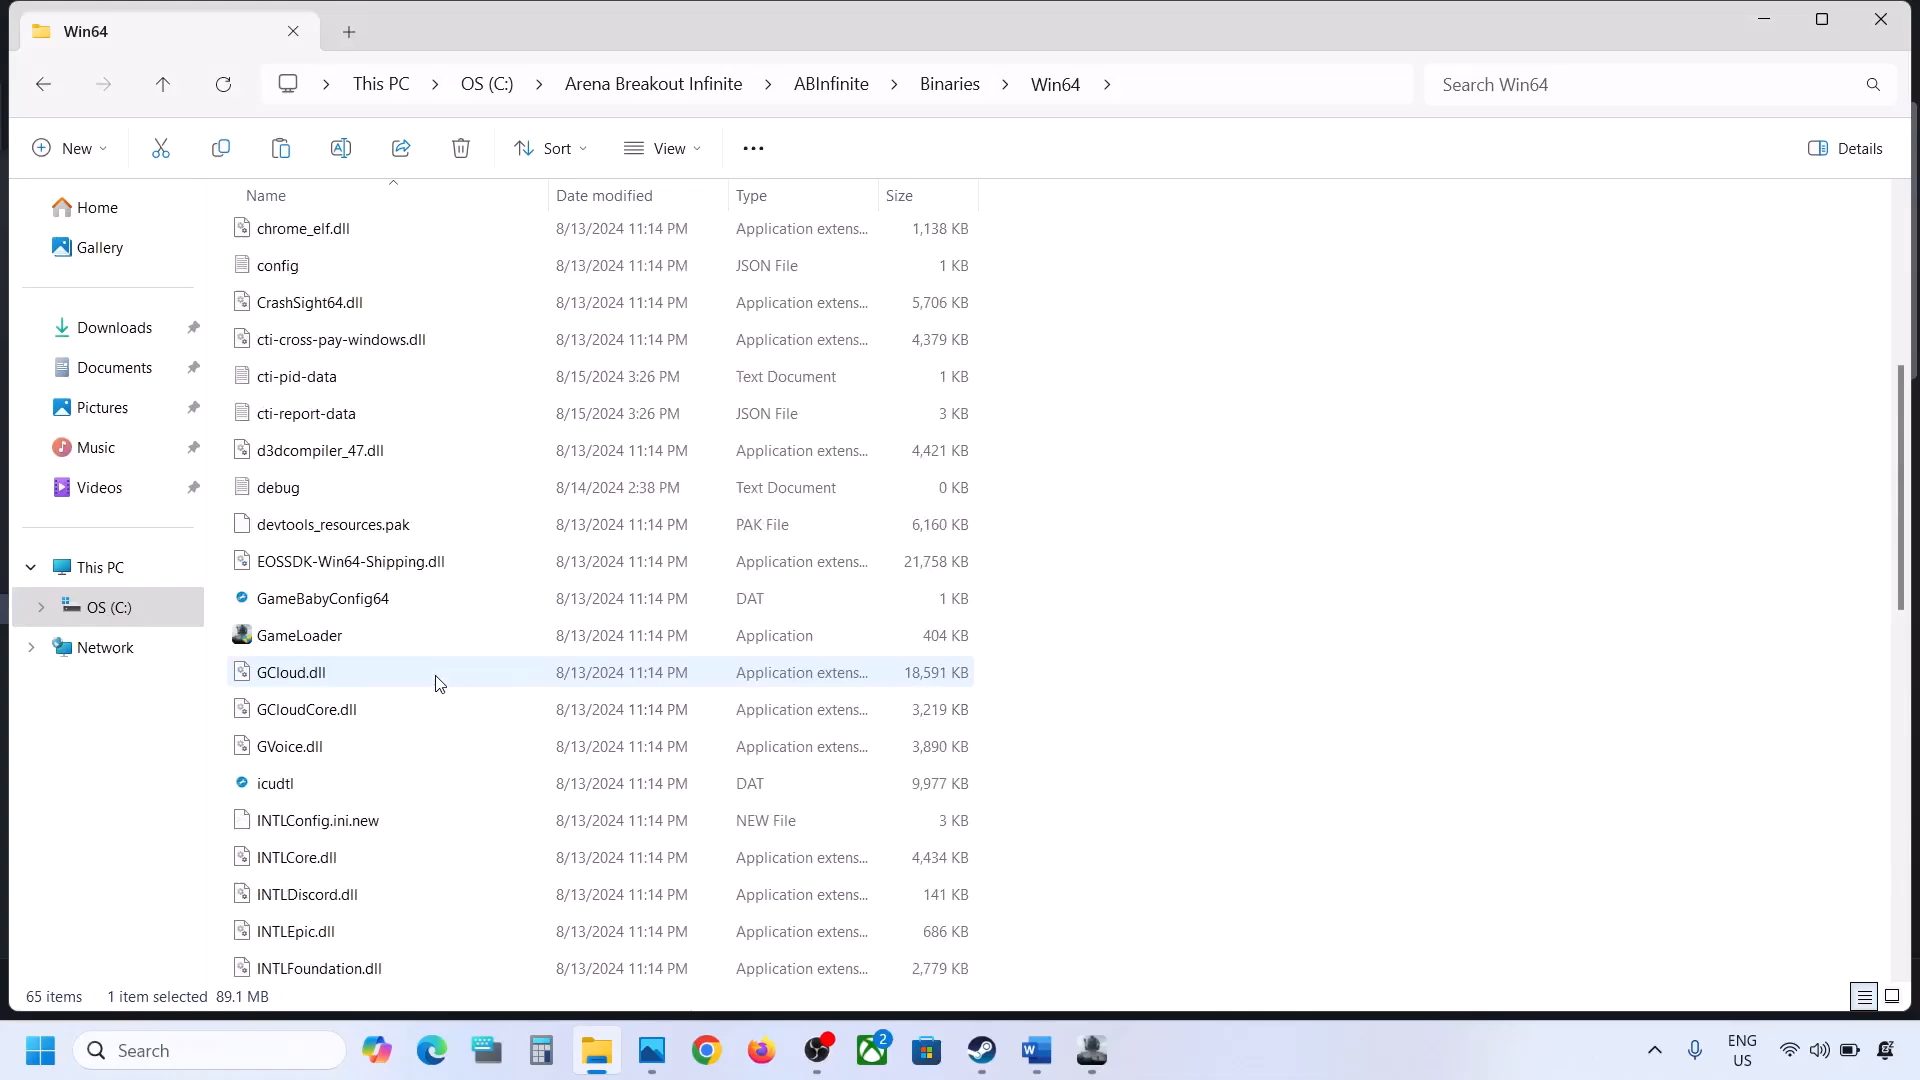 Win64
This PC > OS (C:) > Arena Breakout Infinite > ABInfinite > Binaries > Win64 >
Search Win64
New
Sort
View
Details
Name Date modified Type Size
Home
Gallery
Downloads
Documents
Pictures
Music
Videos
This PC
OS (C:)
Network
chrome_elf.dll 8/13/2024 11:14 PM Application extens... 1,138 KB
config 8/13/2024 11:14 PM JSON File 1 KB
CrashSight64.dll 8/13/2024 11:14 PM Application extens... 5,706 KB
cti-cross-pay-windows.dll 8/13/2024 11:14 PM Application extens... 4,379 KB
cti-pid-data 8/15/2024 3:26 PM Text Document 1 KB
cti-report-data 8/15/2024 3:26 PM JSON File 3 KB
d3dcompiler_47.dll 8/13/2024 11:14 PM Application extens... 4,421 KB
debug 8/14/2024 2:38 PM Text Document 0 KB
devtools_resources.pak 8/13/2024 11:14 PM PAK File 6,160 KB
EOSSDK-Win64-Shipping.dll 8/13/2024 11:14 PM Application extens... 21,758 KB
GameBabyConfig64 8/13/2024 11:14 PM DAT 1 KB
GameLoader 8/13/2024 11:14 PM Application 404 KB
GCloud.dll 8/13/2024 11:14 PM Application extens... 18,591 KB
GCloudCore.dll 8/13/2024 11:14 PM Application extens... 3,219 KB
GVoice.dll 8/13/2024 11:14 PM Application extens... 3,890 KB
icudtl 8/13/2024 11:14 PM DAT 9,977 KB
INTLConfig.ini.new 8/13/2024 11:14 PM NEW File 3 KB
INTLCore.dll 8/13/2024 11:14 PM Application extens... 4,434 KB
INTLDiscord.dll 8/13/2024 11:14 PM Application extens... 141 KB
INTLEpic.dll 8/13/2024 11:14 PM Application extens... 686 KB
INTLFoundation.dll 8/13/2024 11:14 PM Application extens... 2,779 KB
65 items 1 item selected 89.1 MB
Search
2
ENG
US